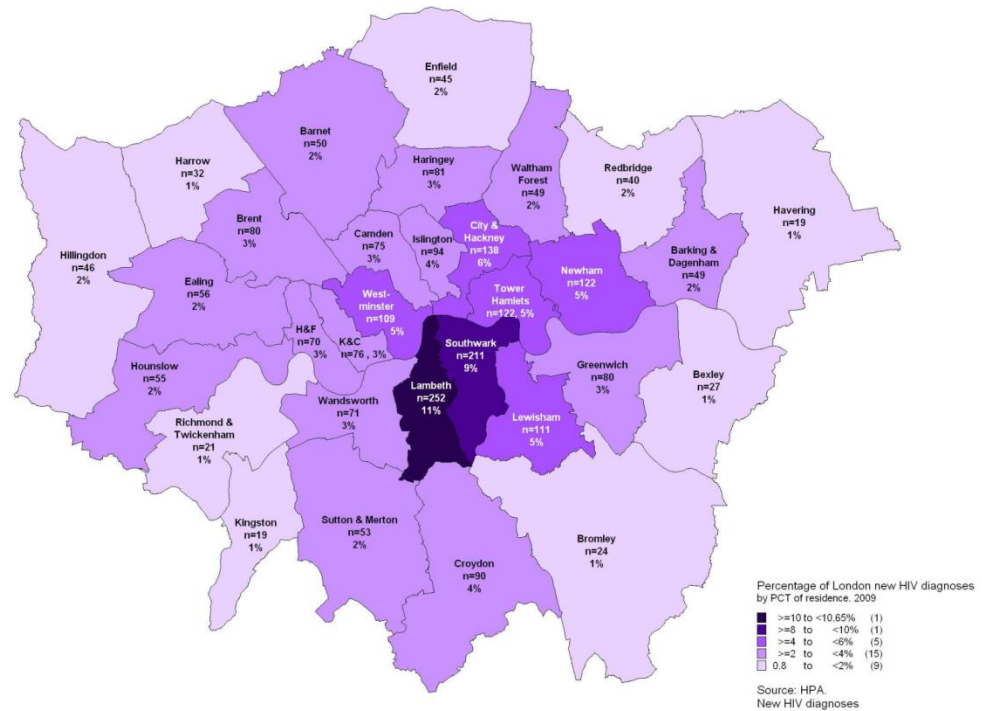 Enfield
n=45
2%
Barnet
n=50
2%
Harrow
n=32
1%
Haringey
n=81
3%
Waltham
Forest
n=49
2%
Redbridge
n=40
2%
Havering
n=19
1%
Hillingdon
n=46
2%
Brent
n=80
3%
Camden
n=75
3%
Islington
n=94
4%
City &
Hackney
n=138
6%
Newham
n=122
5%
Barking &
Dagenham
n=49
2%
Ealing
n=56
2%
West-
minster
n=109
5%
Tower
Hamlets
n=122, 5%
H&F
n=70
3%
K&C
n=76 , 3%
Southwark
n=211
9%
Hounslow
n=55
2%
Lambeth
n=252
11%
Greenwich
n=80
3%
Bexley
n=27
1%
Wandsworth
n=71
3%
Lewisham
n=111
5%
Richmond &
Twickenham
n=21
1%
Kingston
n=19
1%
Sutton & Merton
n=53
2%
Croydon
n=90
4%
Bromley
n=24
1%
Percentage of London new HIV diagnoses
by PCT of residence. 2009
>=10 to <10.65% (1)
>=8 to <10% (1)
>=4 to <6% (5)
>=2 to <4% (15)
0.8 to <2% (9)
Source: HPA.
New HIV diagnoses